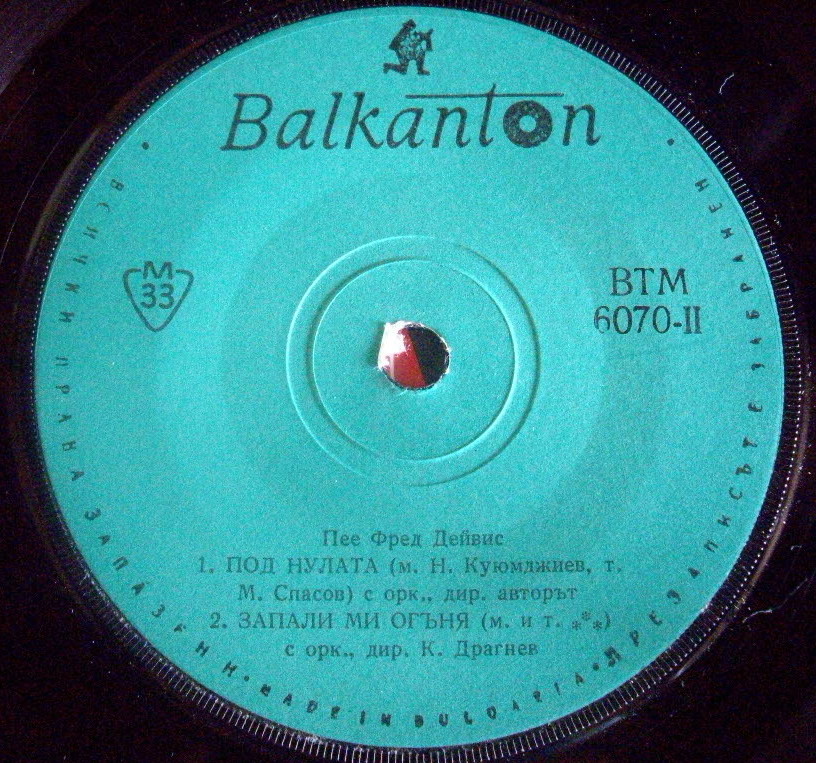 Balkanton
M
33
ВТМ
6070-II
Пее Фред Дейвис
1. ПОД НУЛАТА (м. Н. Куюмджиев, т.
М. Спасов) с орк., дир. авторът
2. ЗАПАЛИ МИ ОГЪНЯ (м. и т. ***)
с орк., дир. К. Драгнев
• ВСИЧКИ ПРАВА ЗАПАЗЕНИ • MADE IN BULGARIA • ПРЕЗАПИСЪТ Е ЗАБРАНЕН •